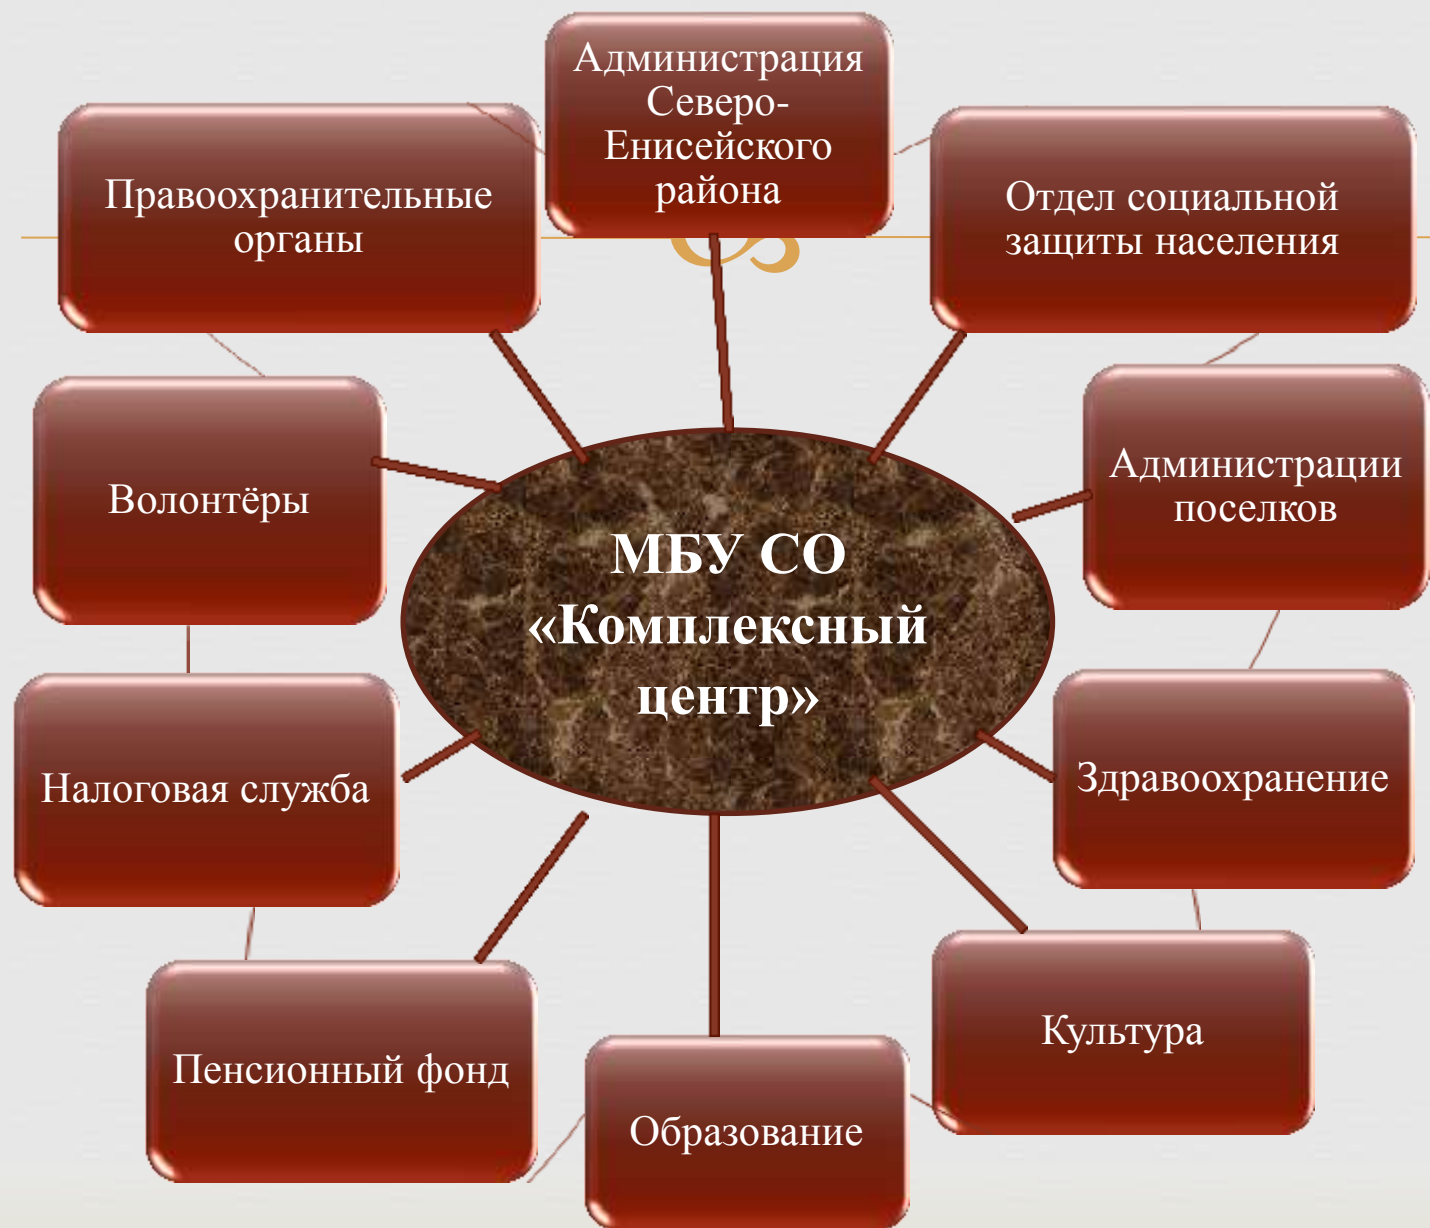 Администрация
Северо-
Енисейского
района
Правоохранительные
органы
Отдел социальной
защиты населения
Волонтёры
Администрации
поселков
МБУ СО
«Комплексный
центр»
Налоговая служба
Здравоохранение
Пенсионный фонд
Культура
Образование